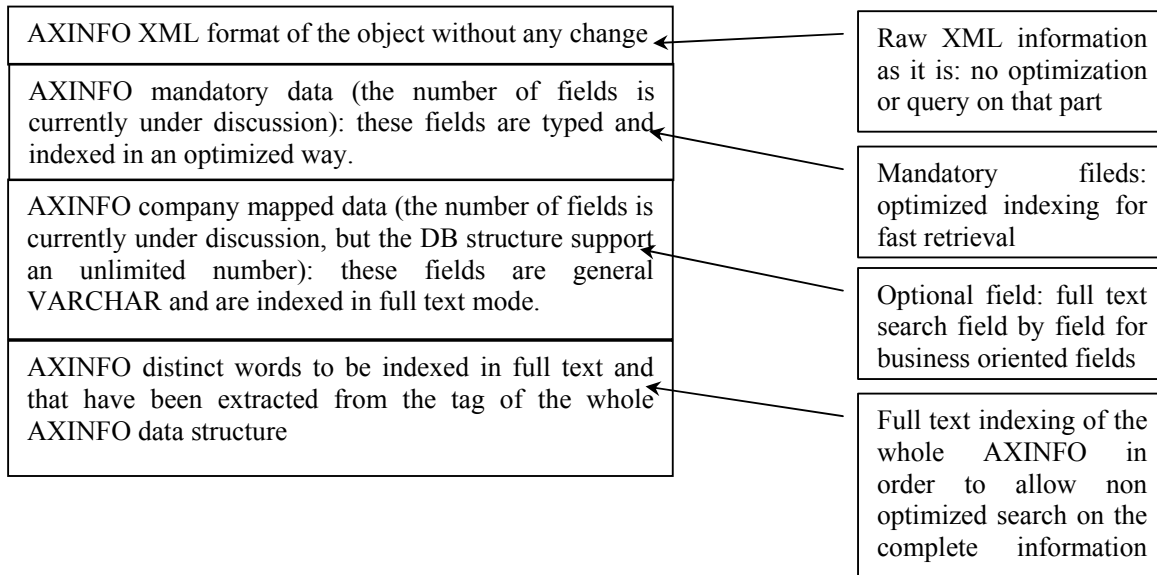 AXINFO XML format of the object without any change
AXINFO mandatory data (the number of fields is
currently under discussion): these fields are typed and
indexed in an optimized way.
AXINFO company mapped data (the number of fields is
currently under discussion, but the DB structure support
an unlimited number): these fields are general
VARCHAR and are indexed in full text mode.
AXINFO distinct words to be indexed in full text and
that have been extracted from the tag of the whole
AXINFO data structure
Raw XML information
as it is: no optimization
or query on that part
Mandatory fileds:
optimized indexing for
fast retrieval
Optional field: full text
search field by field for
business oriented fields
Full text indexing of the
whole AXINFO in
order to allow non
optimized search on the
complete information